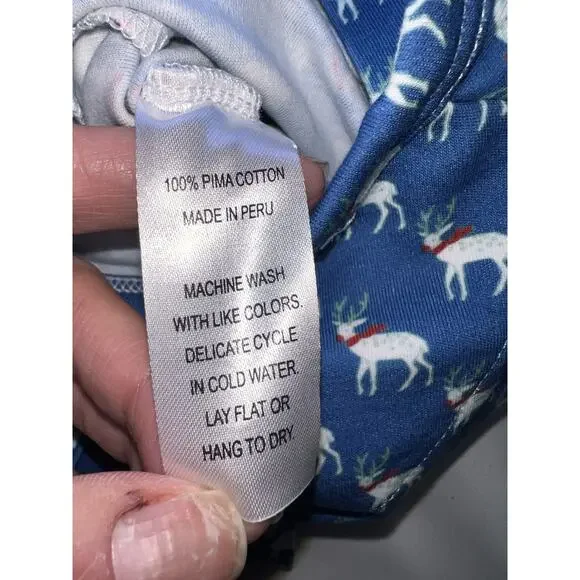 100% PIMA COTTON
MADE IN PERU
MACHINE WASH
WITH LIKE COLORS.
DELICATE CYCLE
IN COLD WATER.
LAY FLAT OR
HANG TO DRY.